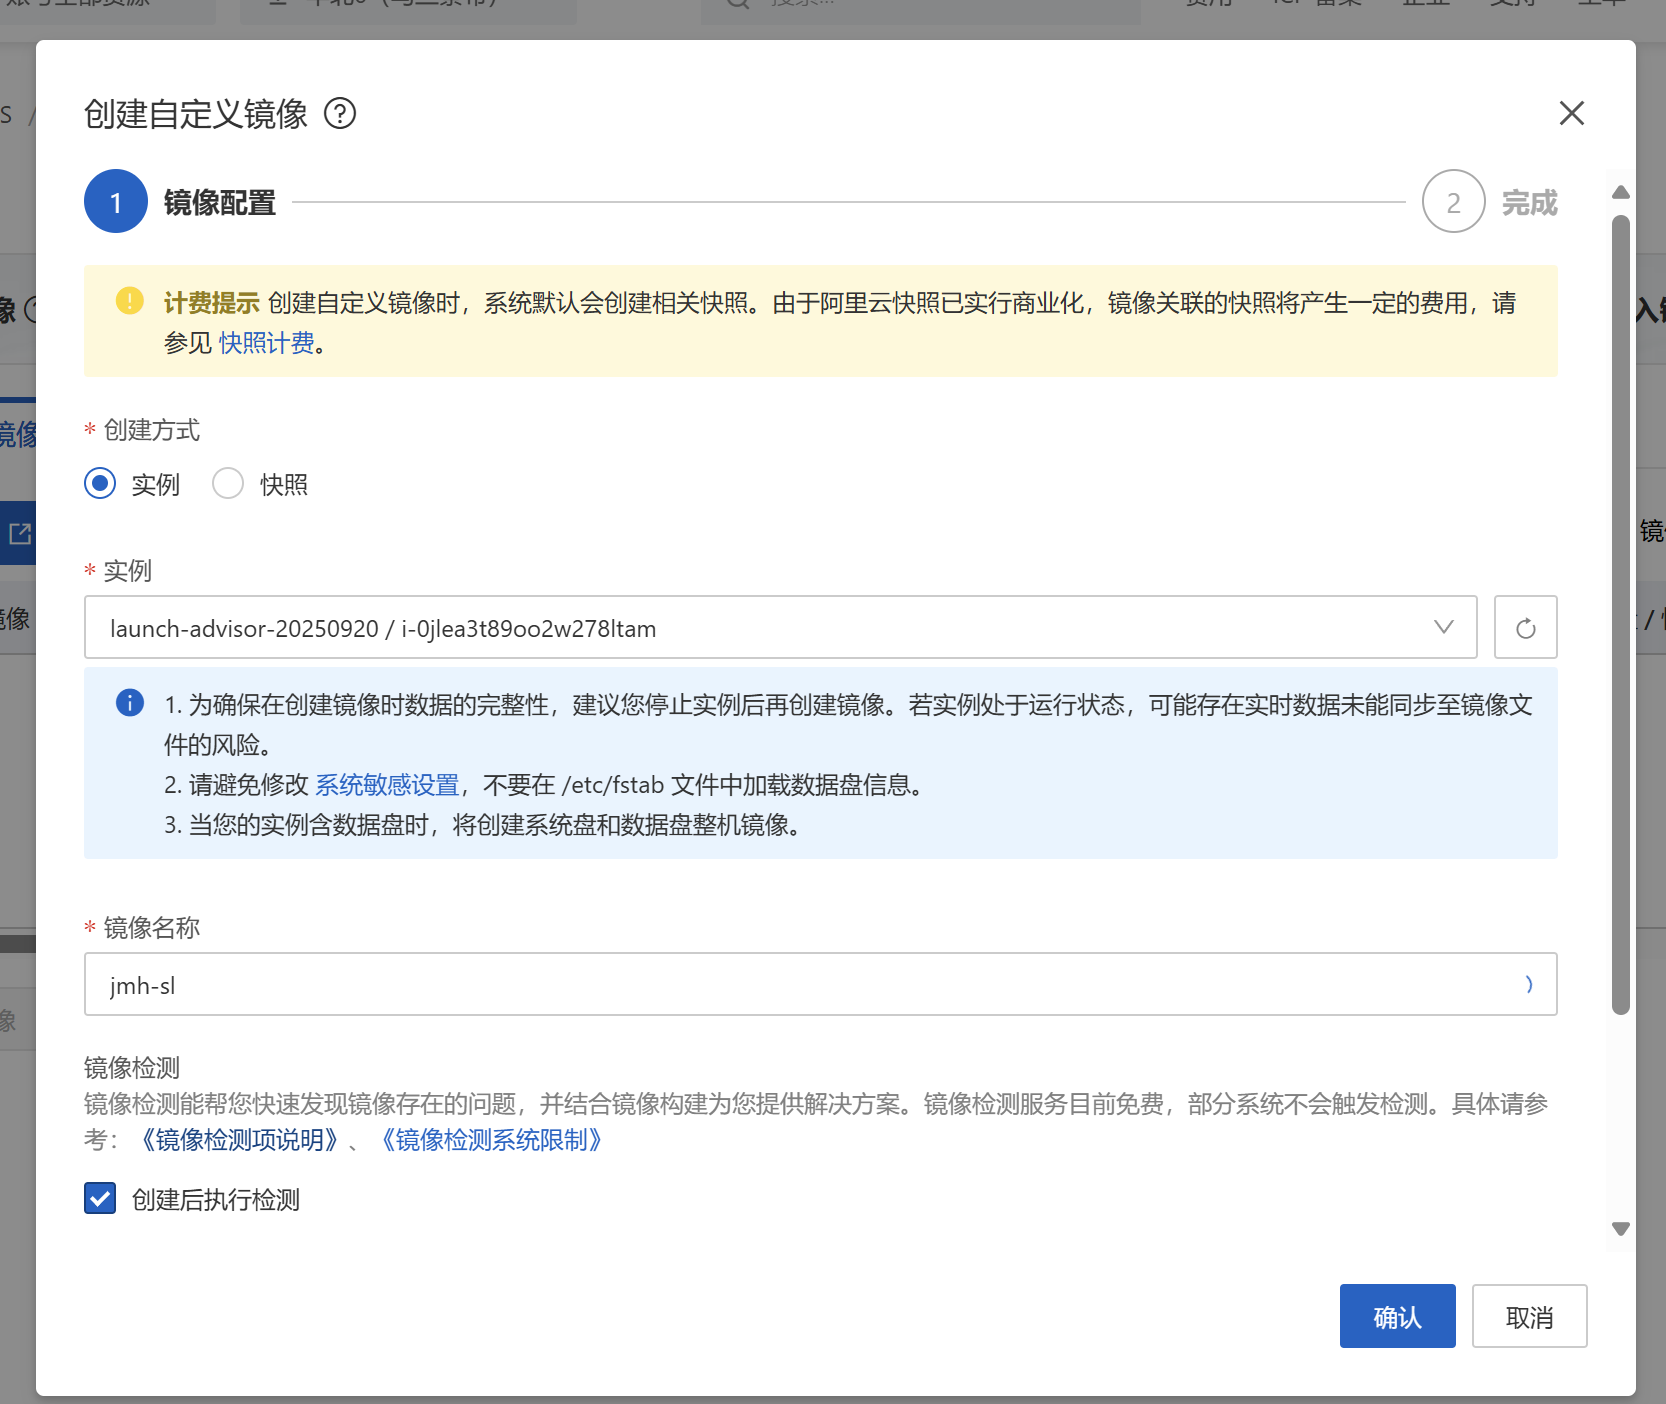 搜索...
创建自定义镜像
1 镜像配置
2 完成
计费提示 创建自定义镜像时，系统默认会创建相关快照。由于阿里云快照已实行商业化，镜像关联的快照将产生一定的费用，请
参见 快照计费。
* 创建方式
实例 快照
* 实例
launch-advisor-20250920 / i-0jlea3t89oo2w278ltam
1. 为确保在创建镜像时数据的完整性，建议您停止实例后再创建镜像。若实例处于运行状态，可能存在实时数据未能同步至镜像文
件的风险。
2. 请避免修改 系统敏感设置，不要在 /etc/fstab 文件中加载数据盘信息。
3. 当您的实例含数据盘时，将创建系统盘和数据盘整机镜像。
* 镜像名称
jmh-sl
镜像检测
镜像检测能帮您快速发现镜像存在的问题，并结合镜像构建为您提供解决方案。镜像检测服务目前免费，部分系统不会触发检测。具体请参
考：《镜像检测项说明》、《镜像检测系统限制》
创建后执行检测
确认 取消